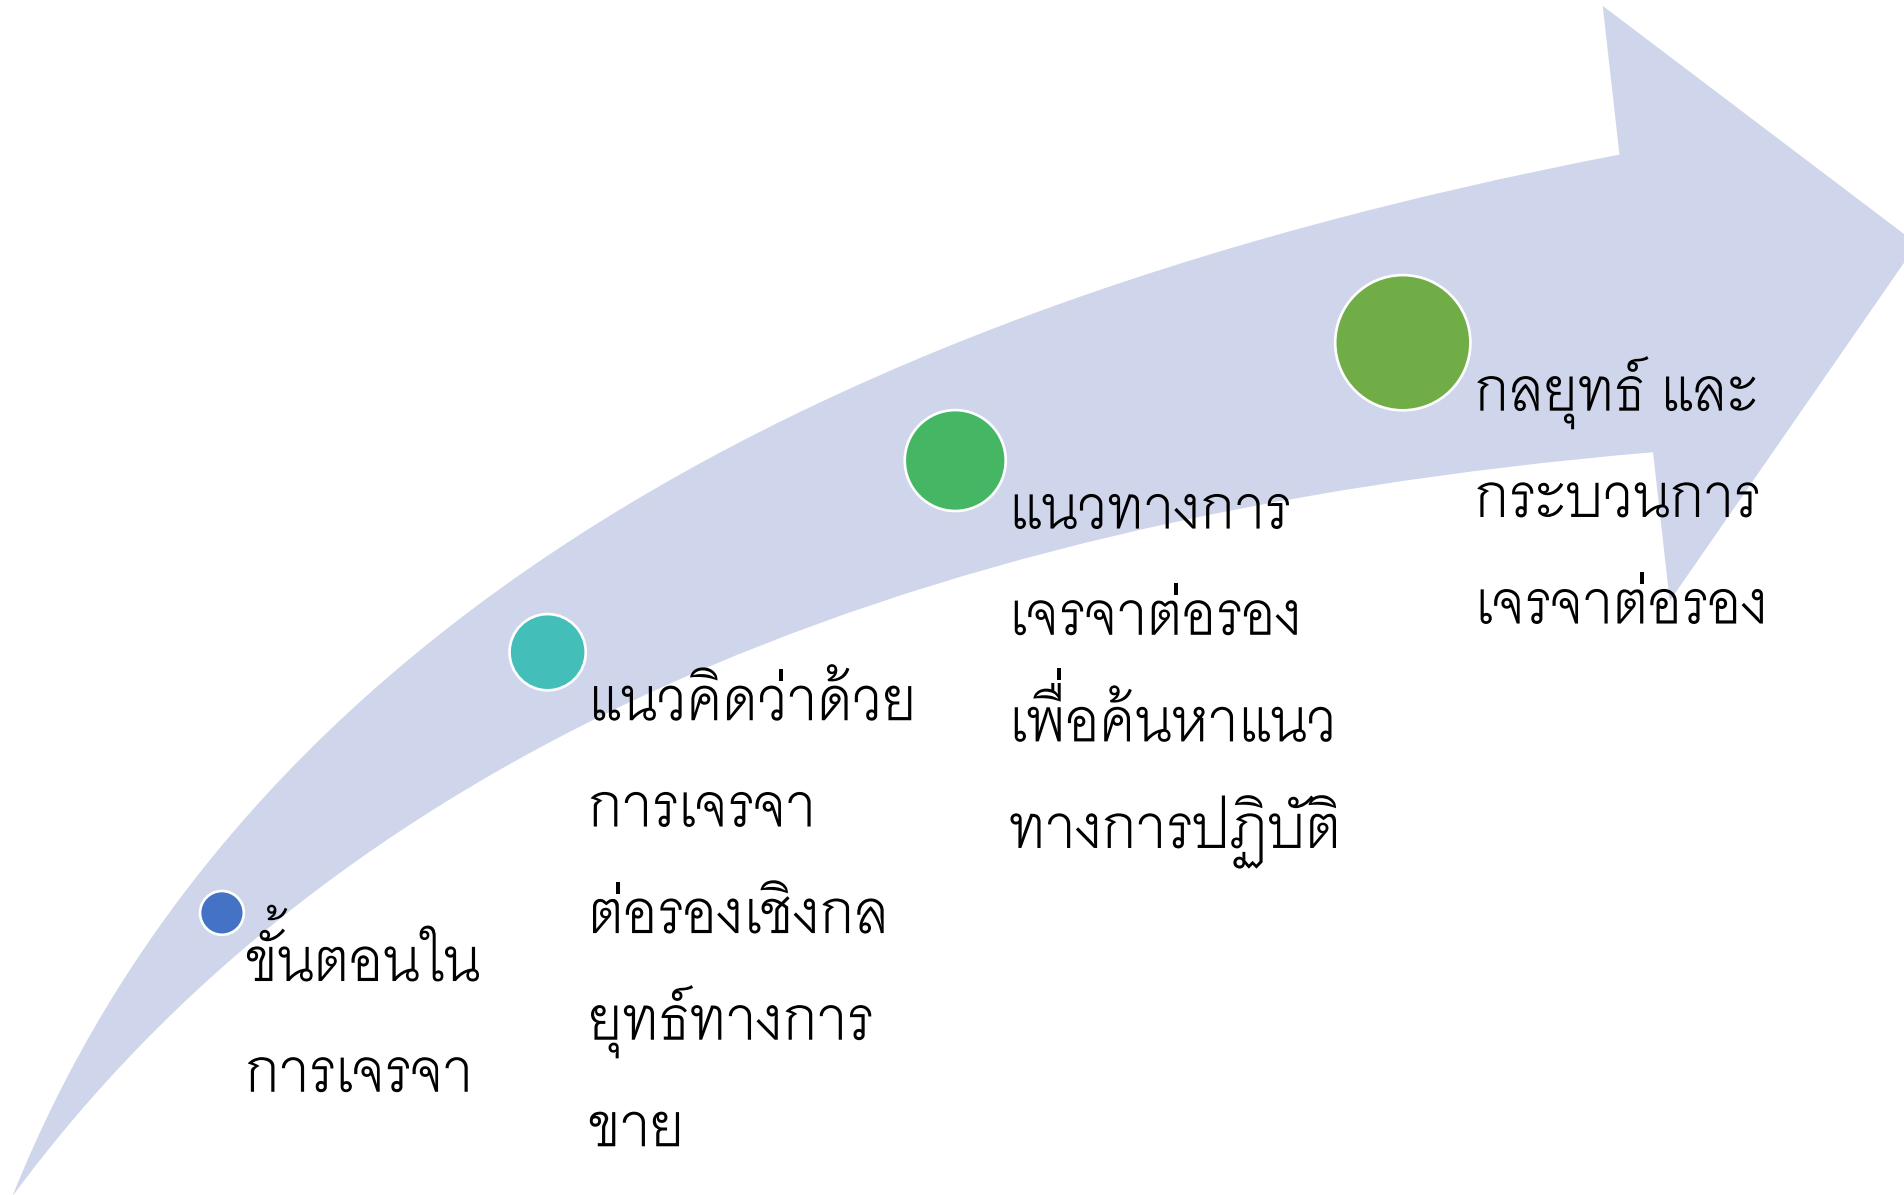 ขั้นตอนใน
การเจรจา
แนวคิดว่าด้วย
การเจรจา
ต่อรองเชิงกล
ยุทธ์ทางการ
ขาย
แนวทางการ
เจรจาต่อรอง
เพื่อค้นหาแนว
ทางการปฏิบัติ
กลยุทธ์ และ
กระบวนการ
เจรจาต่อรอง